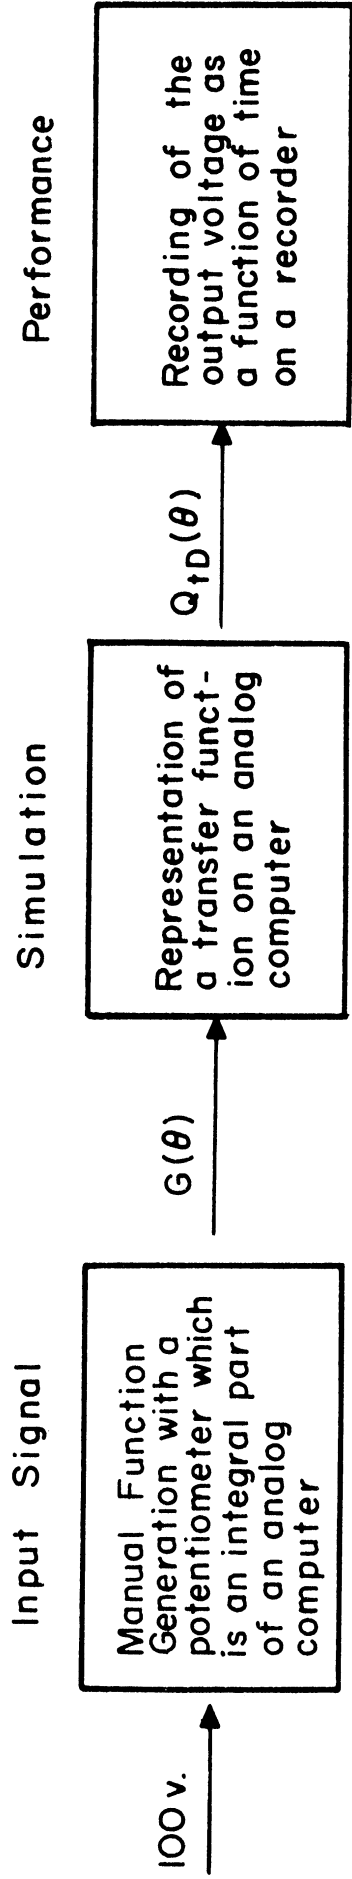 Input Signal
Simulation
Performance
100 v.
Manual Function
Generation with a
potentiometer which
is an integral part
of an analog
computer
G(θ)
Representation of
a transfer funct-
ion on an analog
computer
QtD(θ)
Recording of the
output voltage as
a function of time
on a recorder